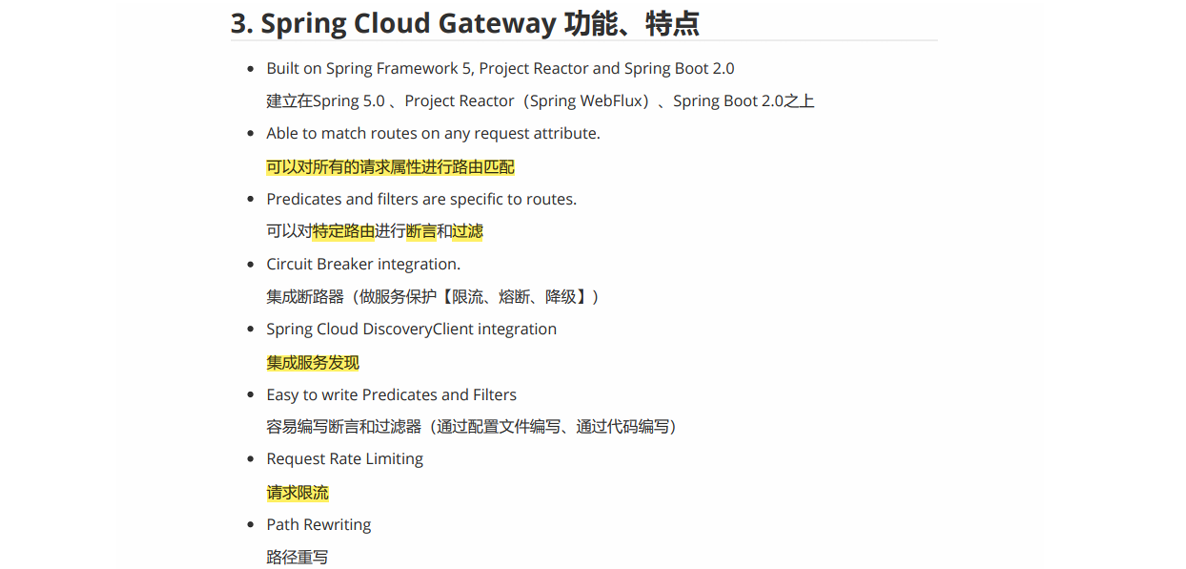 3. Spring Cloud Gateway 功能、特点
Built on Spring Framework 5, Project Reactor and Spring Boot 2.0
建立在Spring 5.0 、Project Reactor（Spring WebFlux）、Spring Boot 2.0之上
Able to match routes on any request attribute.
可以对所有的请求属性进行路由匹配
Predicates and filters are specific to routes.
可以对特定路由进行断言和过滤
Circuit Breaker integration.
集成断路器（做服务保护【限流、熔断、降级】）
Spring Cloud DiscoveryClient integration
集成服务发现
Easy to write Predicates and Filters
容易编写断言和过滤器（通过配置文件编写、通过代码编写）
Request Rate Limiting
请求限流
Path Rewriting
路径重写